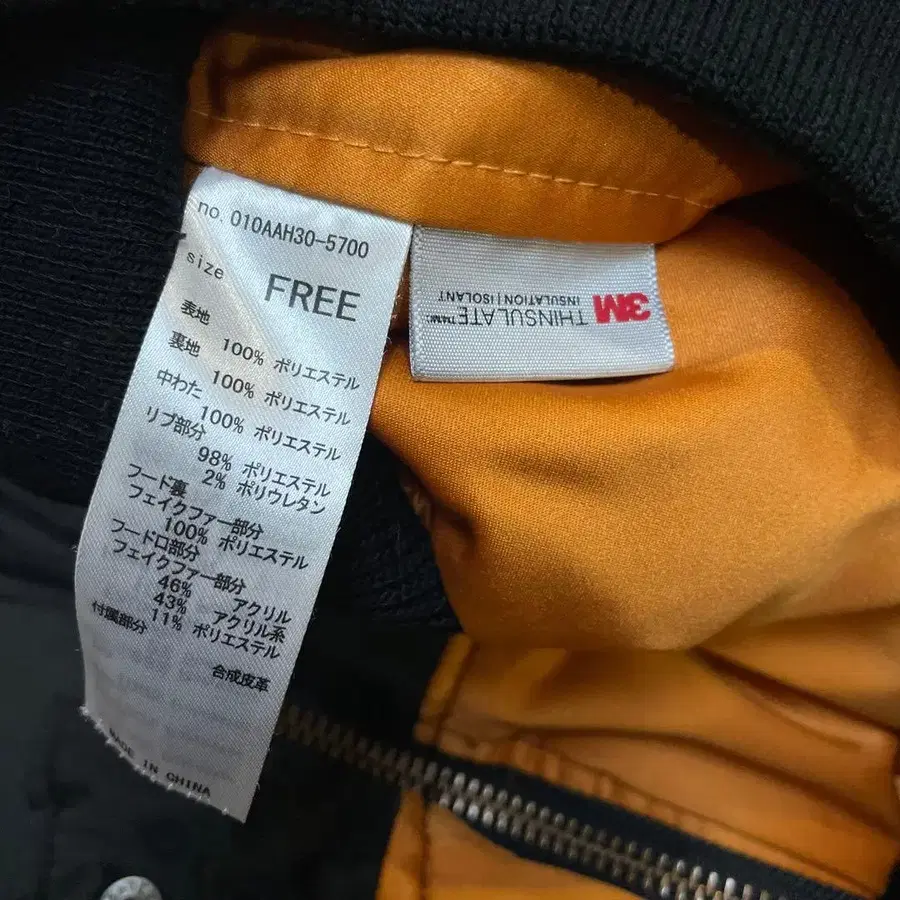 no. 010AAH30-5700
size FREE
表地
100% ポリエステル
裏地
100% ポリエステル
中わた
100% ポリエステル
リブ部分
98% ポリエステル
2% ポリウレタン
フード裏
フェイクファー部分
100% ポリエステル
フード口部分
フェイクファー部分
46% アクリル
43% アクリル系
11% ポリエステル
付属部分
合成皮革
MADE IN CHINA
3M
THINSULATE™
INSULATION | ISOLANT